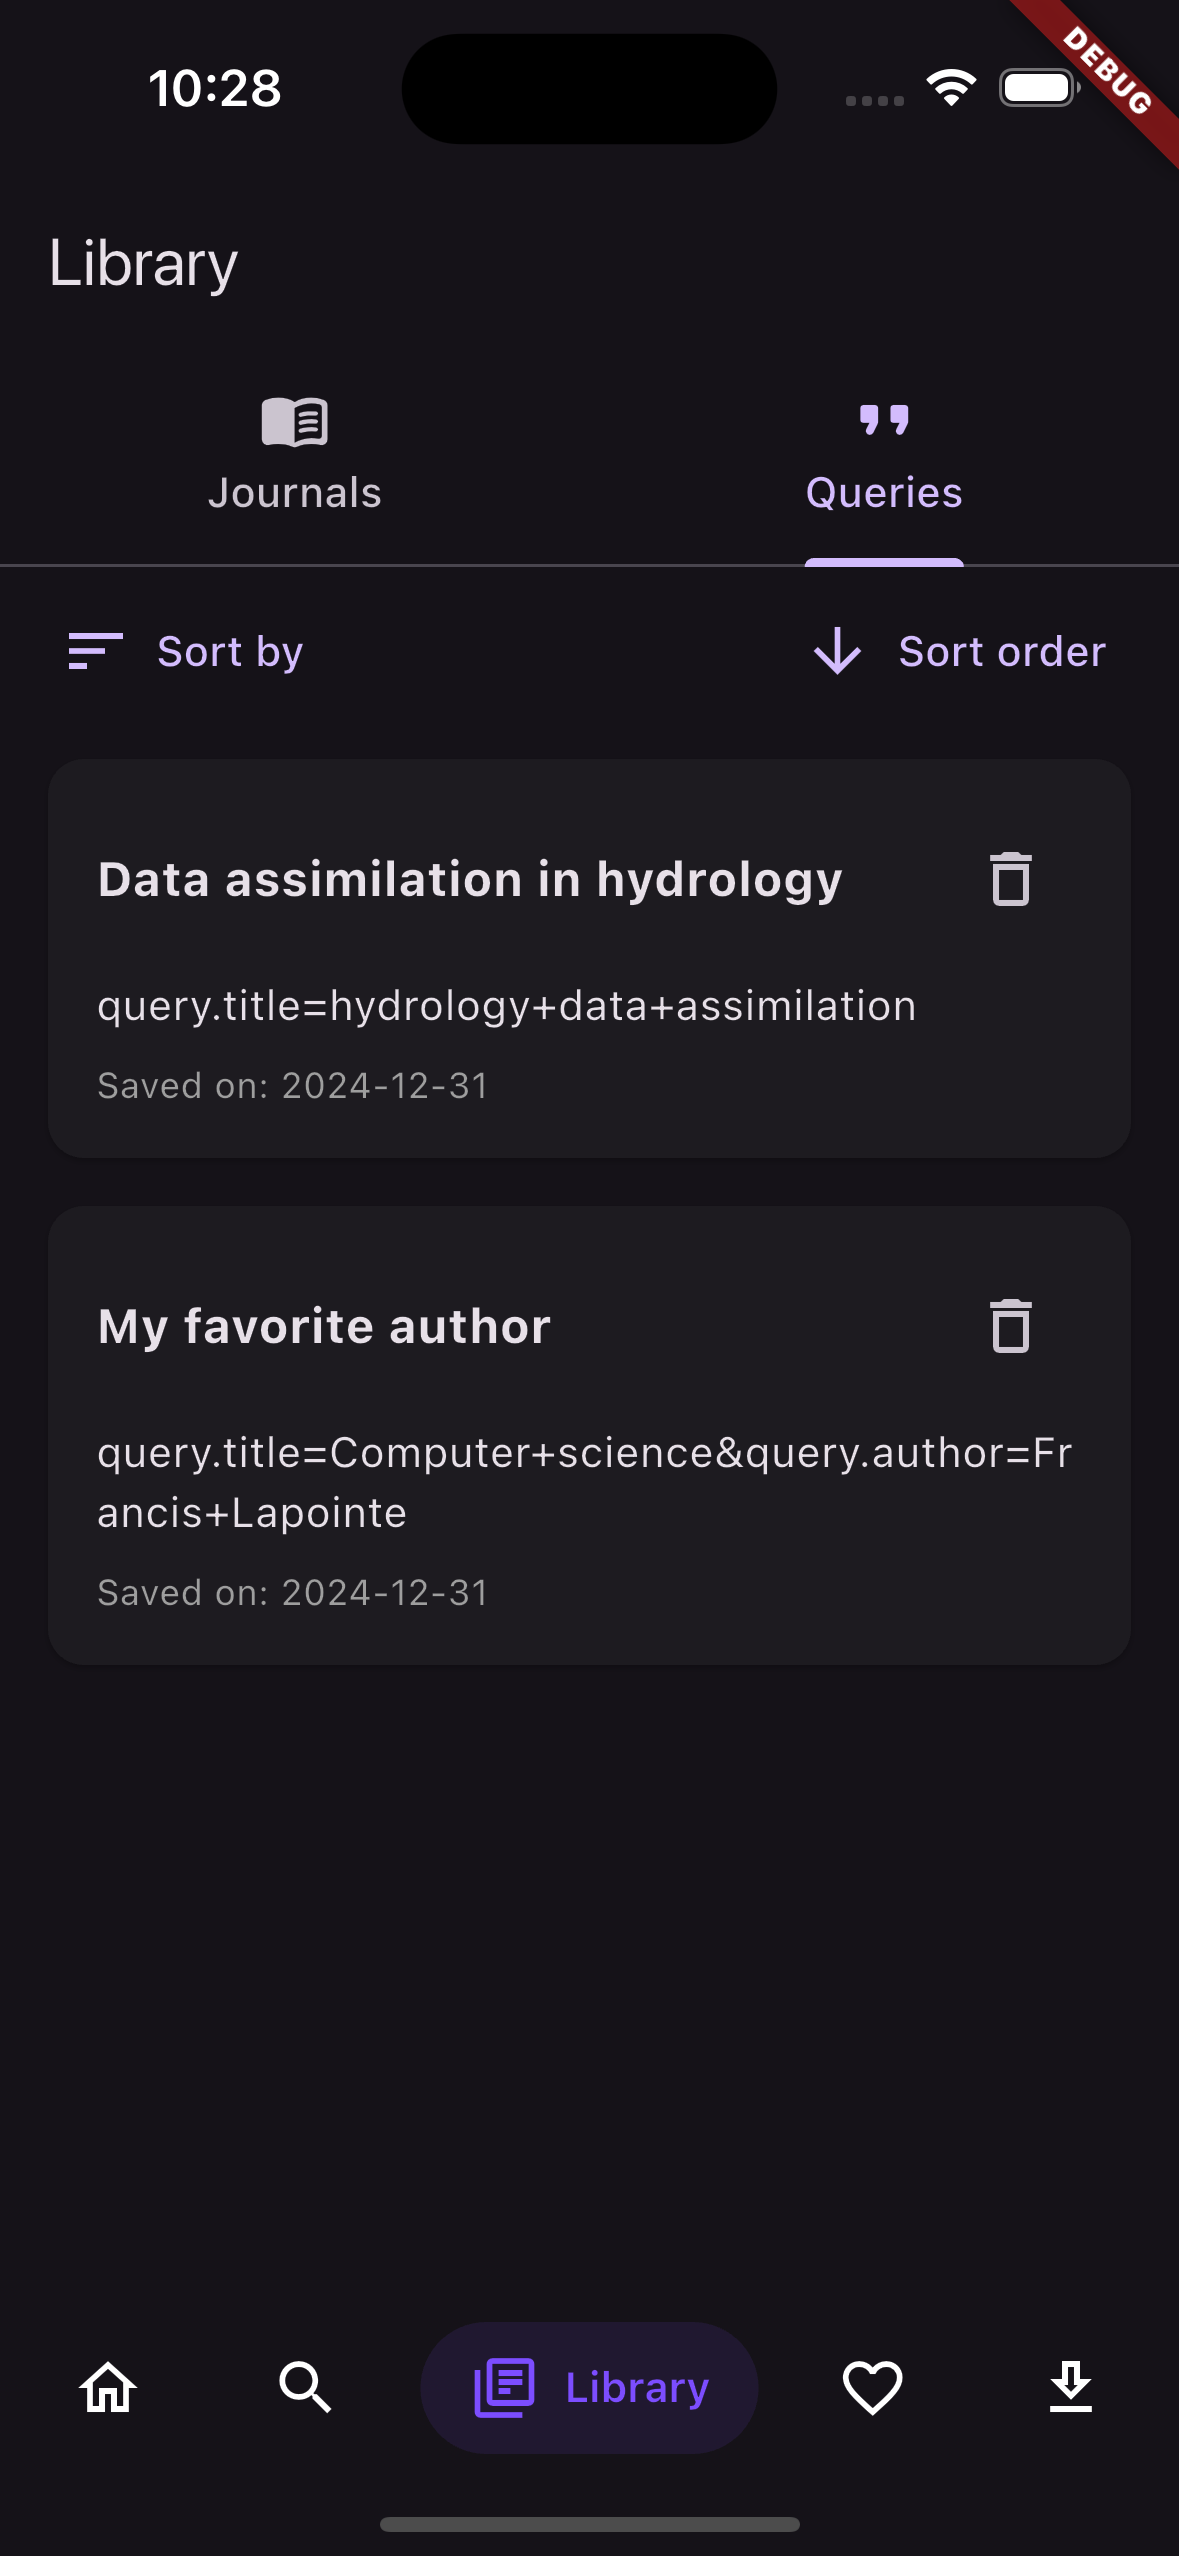 10:28
DEBUG
Library
Journals
Queries
Sort by
Sort order
Data assimilation in hydrology
query.title=hydrology+data+assimilation
Saved on: 2024-12-31
My favorite author
query.title=Computer+science&query.author=Fr
ancis+Lapointe
Saved on: 2024-12-31
Library